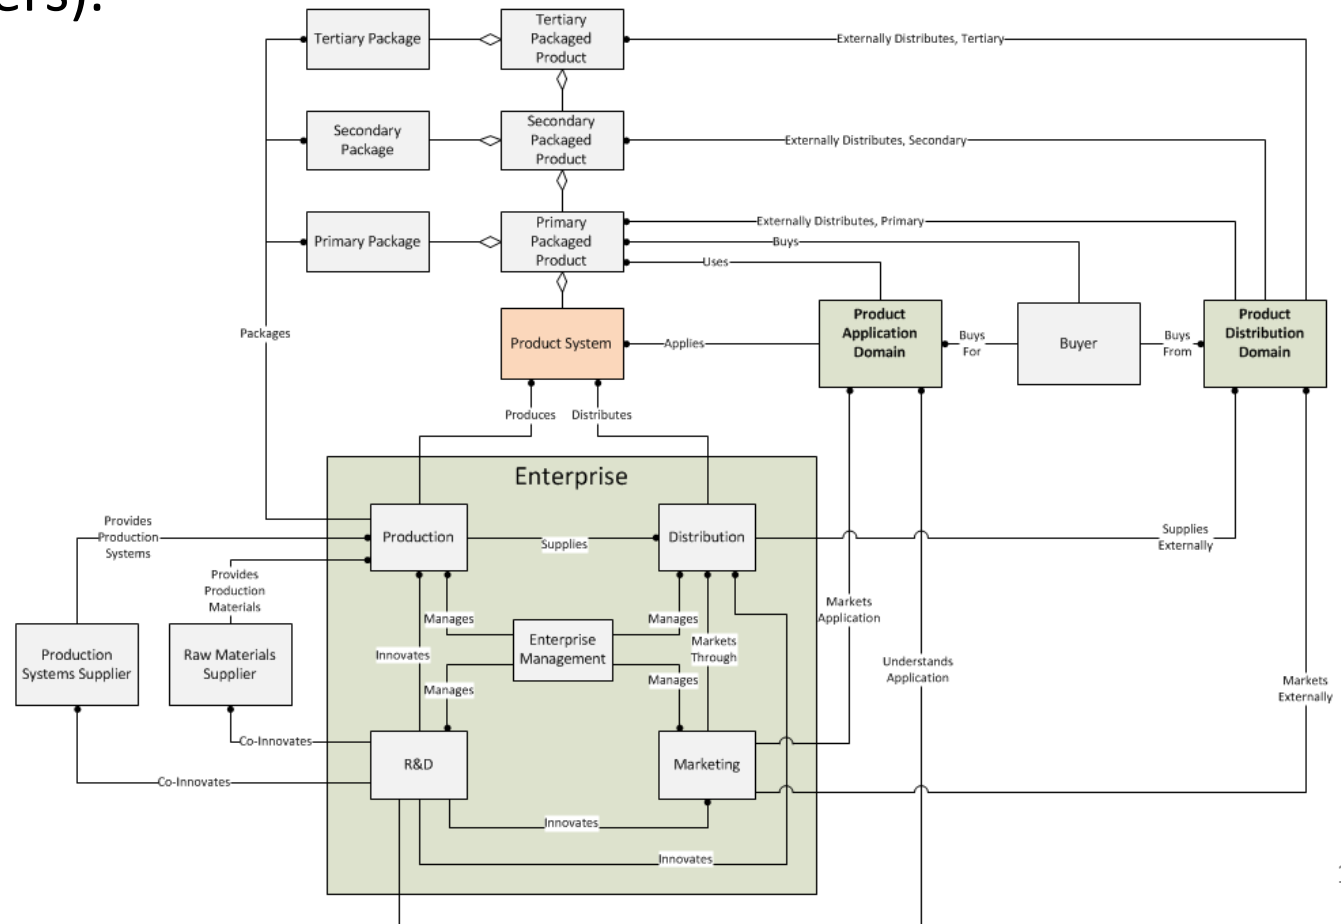 ers).
Tertiary Package
Tertiary
Packaged
Product
Externally Distributes, Tertiary
Secondary
Package
Secondary
Packaged
Product
Externally Distributes, Secondary
Primary Package
Primary
Packaged
Product
Externally Distributes, Primary
Buys
Uses
Packages
Product System
Applies
Product
Application
Domain
Buys
For
Buyer
Buys
From
Product
Distribution
Domain
Produces
Distributes
Enterprise
Provides
Production
Systems
Production
Supplies
Distribution
Supplies
Externally
Provides
Production
Materials
Manages
Manages
Markets
Application
Production
Systems Supplier
Raw Materials
Supplier
Innovates
Enterprise
Management
Markets
Through
Understands
Application
Manages
Manages
Markets
Externally
Co-Innovates
R&D
Marketing
Co-Innovates
Innovates
Innovates